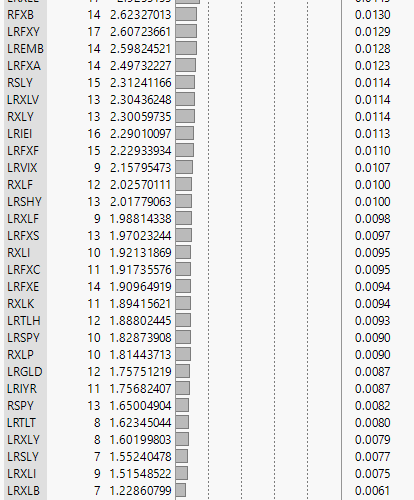 RFXB 14 2.62327013 0.0130
LRFXY 17 2.60723661 0.0129
LREMB 14 2.59824521 0.0128
LRFXA 14 2.49732227 0.0123
RSLY 15 2.31241166 0.0114
LRXLV 13 2.30436248 0.0114
RXLY 13 2.30059735 0.0114
LRIEI 16 2.29010097 0.0113
LRFXF 15 2.22933934 0.0110
LRVIX 9 2.15795473 0.0107
RXLF 12 2.02570111 0.0100
LRSHY 13 2.01779063 0.0100
LRXLF 9 1.98814338 0.0098
LRFXS 13 1.97023244 0.0097
RXLI 10 1.92131869 0.0095
LRFXC 11 1.91735576 0.0095
LRFXE 14 1.90964919 0.0094
RXLK 11 1.89415621 0.0094
LRTLH 12 1.88802445 0.0093
LRSPY 10 1.82873908 0.0090
RXLP 10 1.81443713 0.0090
LRGLD 12 1.75751219 0.0087
LRIYR 11 1.75682407 0.0087
RSPY 13 1.65004904 0.0082
LRTLT 8 1.62345044 0.0080
LRXLY 8 1.60199803 0.0079
LRSLY 7 1.55240478 0.0077
LRXLI 9 1.51548522 0.0075
LRXLB 7 1.22860799 0.0061